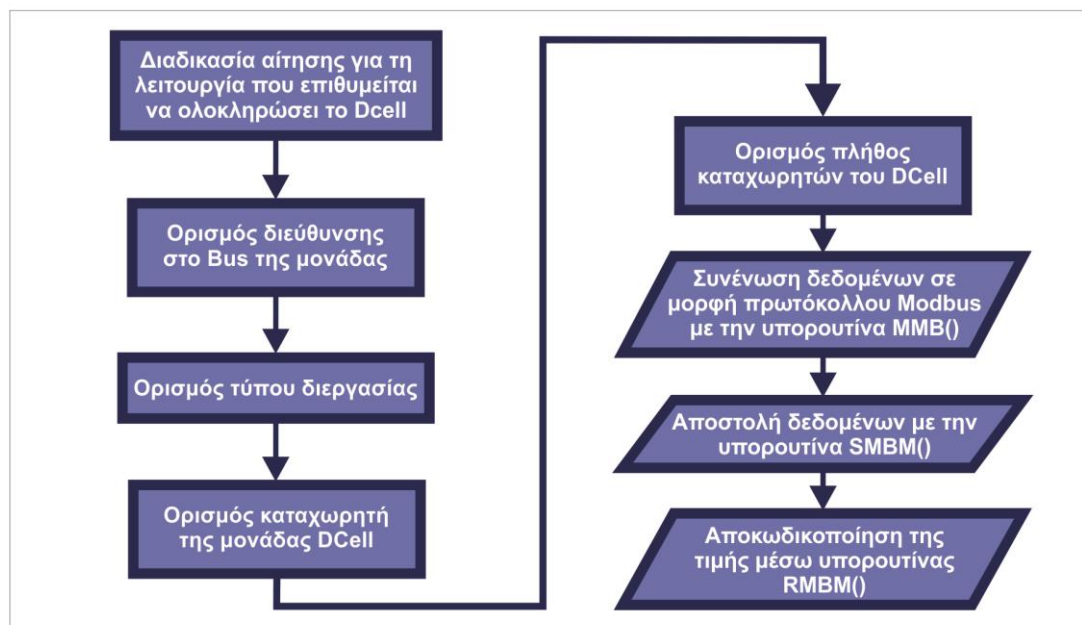 Διαδικασία αίτησης για τη
λειτουργία που επιθυμείται
να ολοκληρώσει το Dcell
Ορισμός διεύθυνσης
στο Bus της μονάδας
Ορισμός τύπου διεργασίας
Ορισμός καταχωρητή
της μονάδας DCell
Ορισμός πλήθος
καταχωρητών του DCell
Συνένωση δεδομένων σε
μορφή πρωτόκολλου Modbus
με την υπορουτίνα MMB()
Αποστολή δεδομένων με την
υπορουτίνα SMBM()
Αποκωδικοποίηση της
τιμής μέσω υπορουτίνας
RMBM()